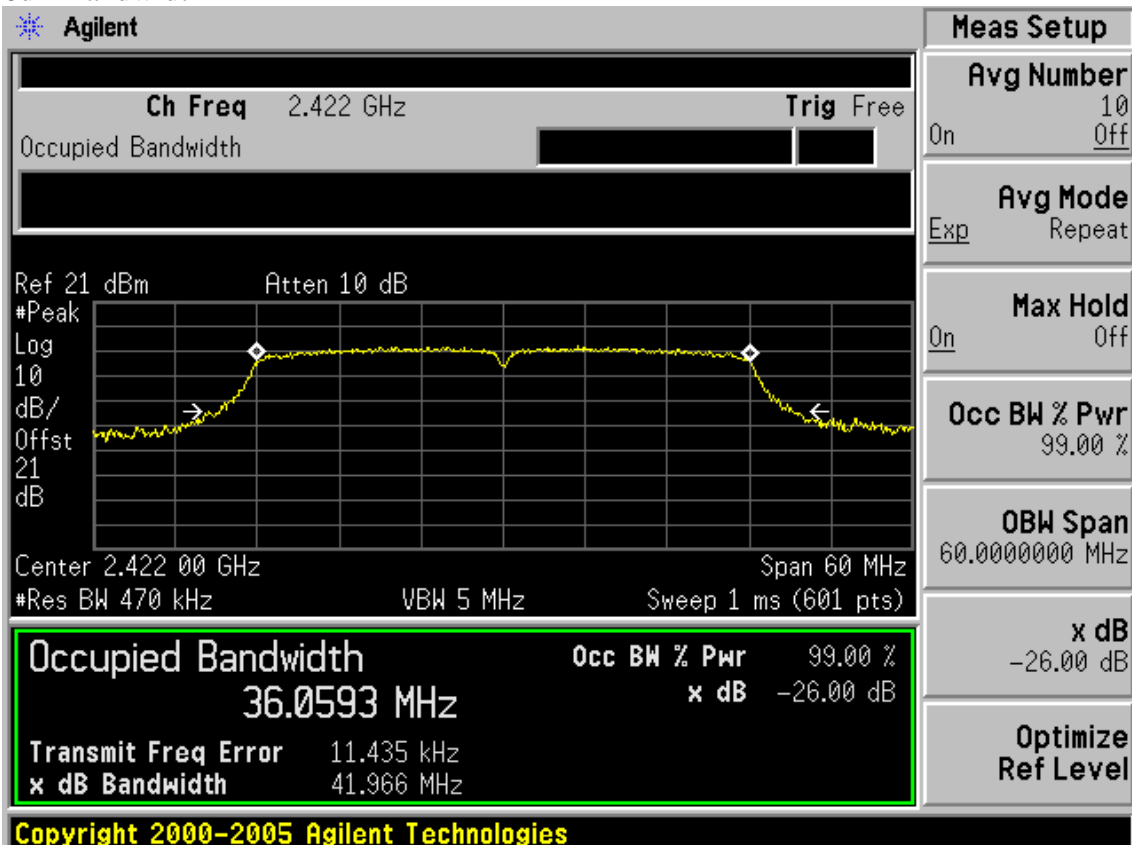 Agilent
Meas Setup
Ch Freq 2.422 GHz Trig Free
Occupied Bandwidth
Avg Number
10
On Off
Avg Mode
Exp Repeat
Max Hold
On Off
Occ BW % Pwr
99.00 %
OBW Span
60.0000000 MHz
x dB
-26.00 dB
Optimize
Ref Level
Ref 21 dBm Atten 10 dB
#Peak
Log
10
dB/
Offst
21
dB
Center 2.422 00 GHz Span 60 MHz
#Res BW 470 kHz VBW 5 MHz Sweep 1 ms (601 pts)
Occupied Bandwidth
36.0593 MHz
Occ BW % Pwr 99.00 %
x dB -26.00 dB
Transmit Freq Error 11.435 kHz
x dB Bandwidth 41.966 MHz
Copyright 2000-2005 Agilent Technologies